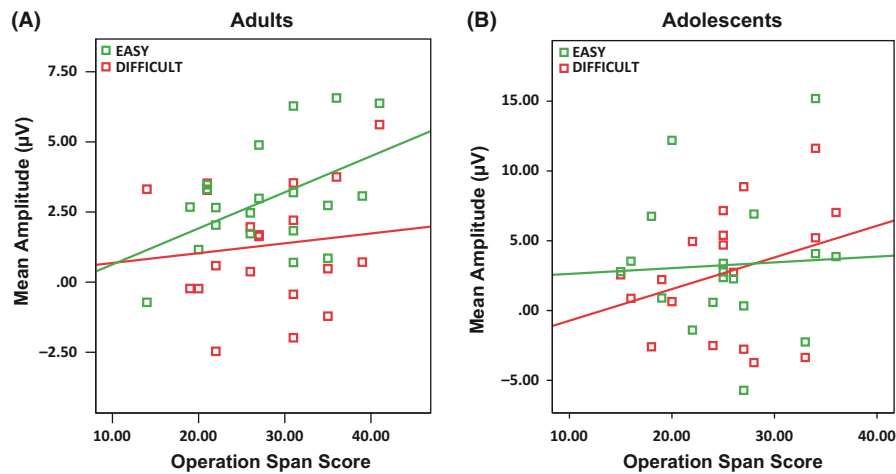 (A)
Adults
EASY
DIFFICULT
7.50
5.00
2.50
.00
−2.50
Mean Amplitude (µV)
10.00 20.00 30.00 40.00
Operation Span Score
(B)
Adolescents
EASY
DIFFICULT
15.00
10.00
5.00
.00
−5.00
Mean Amplitude (µV)
10.00 20.00 30.00 40.00
Operation Span Score